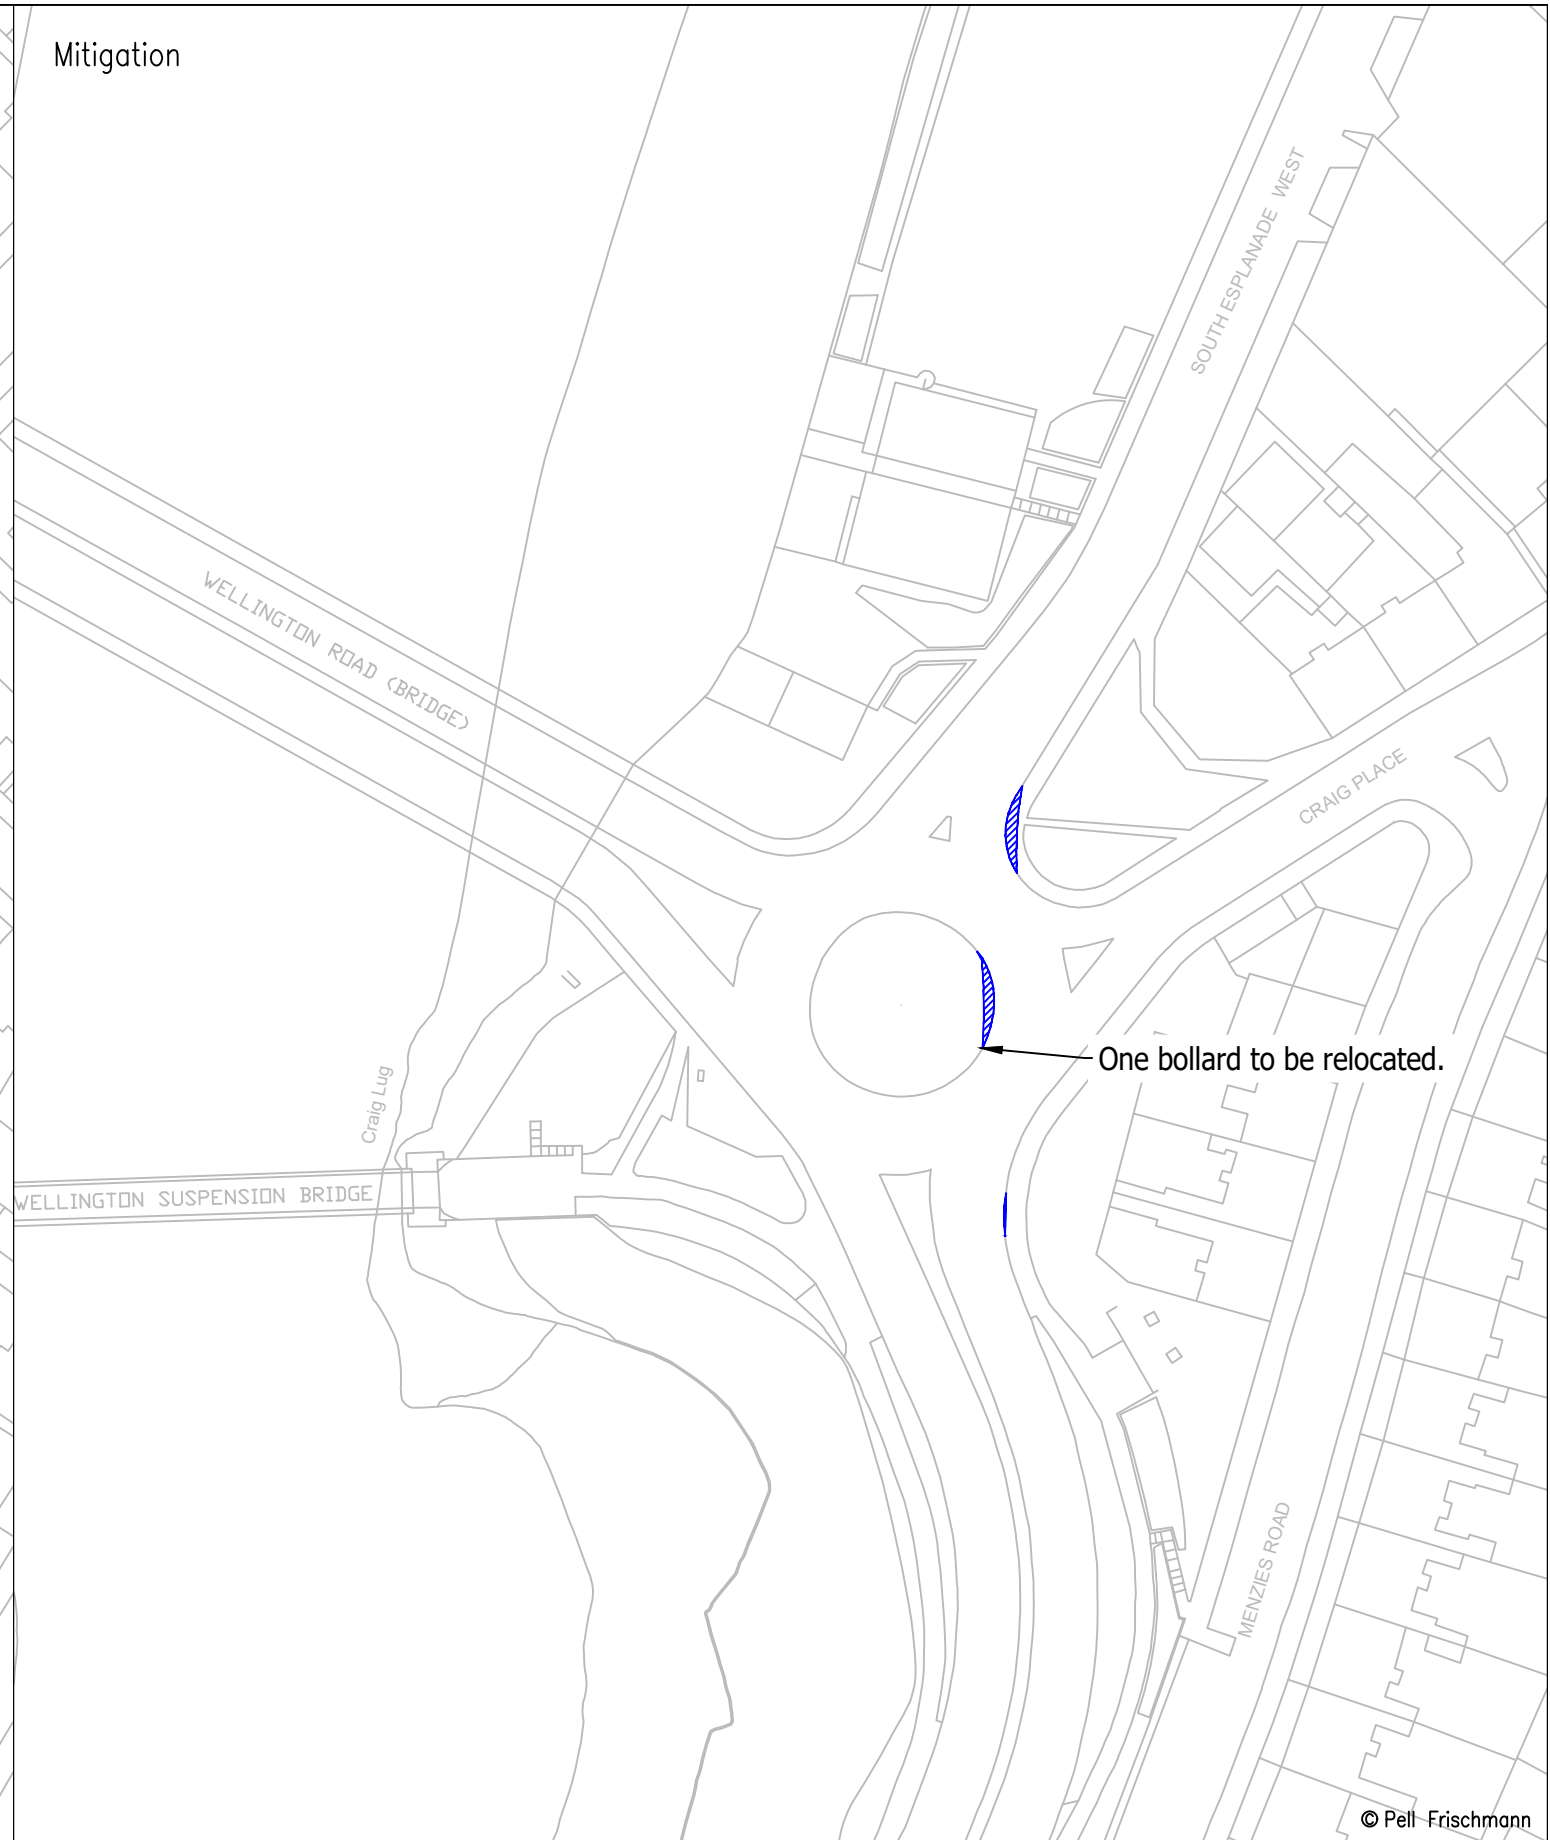 Mitigation
SOUTH ESPLANADE WEST
WELLINGTON ROAD (BRIDGE)
CRAIG PLACE
One bollard to be relocated.
Craig Lug
WELLINGTON SUSPENSION BRIDGE
MENZIES ROAD
© Pell Frischmann